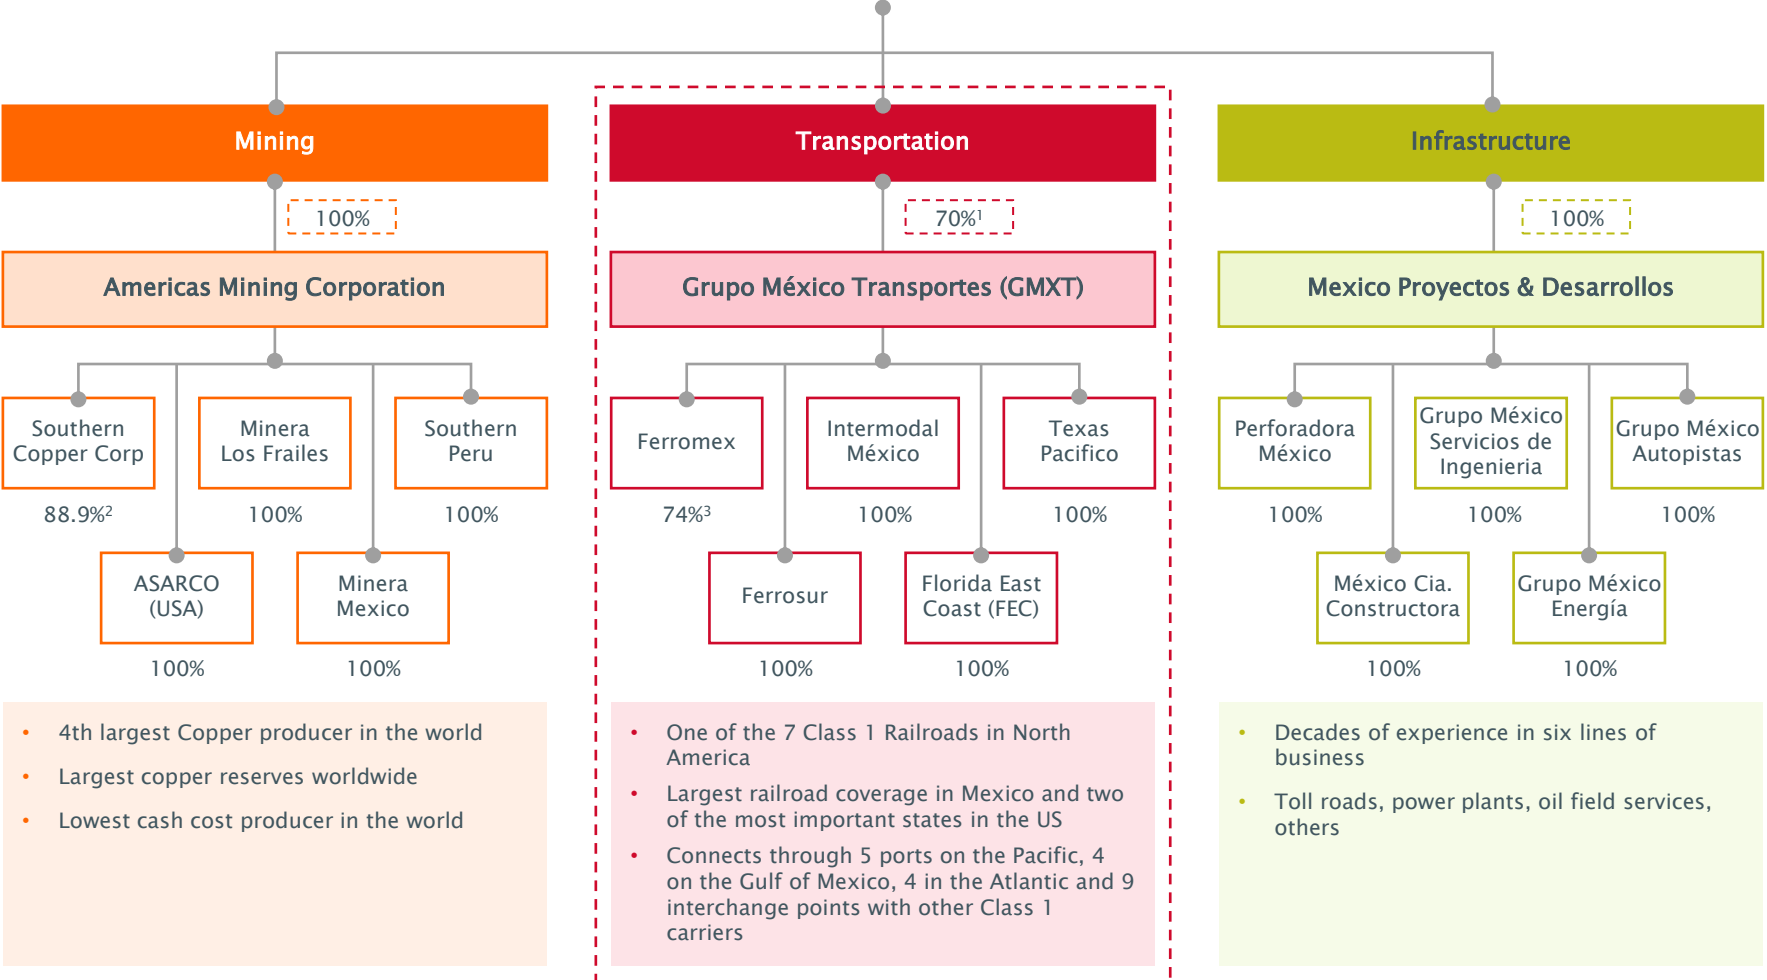 Mining
100%
Americas Mining Corporation
Southern
Copper Corp
88.9%²
Minera
Los Frailes
100%
Southern
Peru
100%
ASARCO
(USA)
100%
Minera
Mexico
100%
• 4th largest Copper producer in the world
• Largest copper reserves worldwide
• Lowest cash cost producer in the world
Transportation
70%¹
Grupo México Transportes (GMXT)
Ferromex
74%³
Intermodal
México
100%
Texas
Pacifico
100%
Ferrosur
100%
Florida East
Coast (FEC)
100%
• One of the 7 Class 1 Railroads in North
America
• Largest railroad coverage in Mexico and two
of the most important states in the US
• Connects through 5 ports on the Pacific, 4
on the Gulf of Mexico, 4 in the Atlantic and 9
interchange points with other Class 1
carriers
Infrastructure
100%
Mexico Proyectos & Desarrollos
Perforadora
México
100%
Grupo México
Servicios de
Ingenieria
100%
Grupo México
Autopistas
100%
México Cia.
Constructora
100%
Grupo México
Energía
100%
• Decades of experience in six lines of
business
• Toll roads, power plants, oil field services,
others